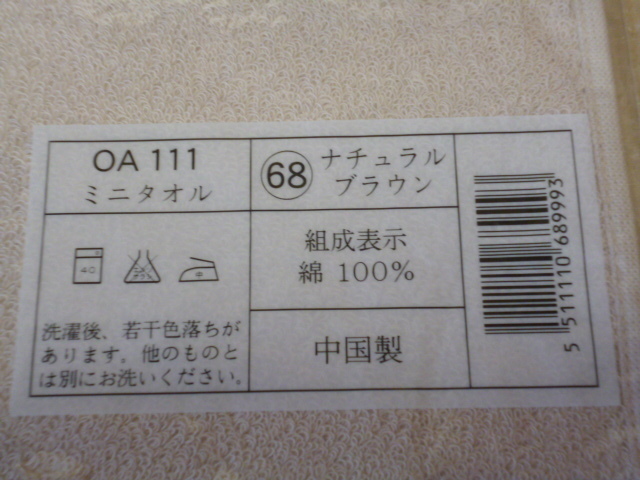 OA 111
ミニタオル
68
ナチュラル
ブラウン
40
中
洗濯後、若干色落ちが
あります。他のものと
は別にお洗いください。
組成表示
綿 100%
中国製
5 511110 689993